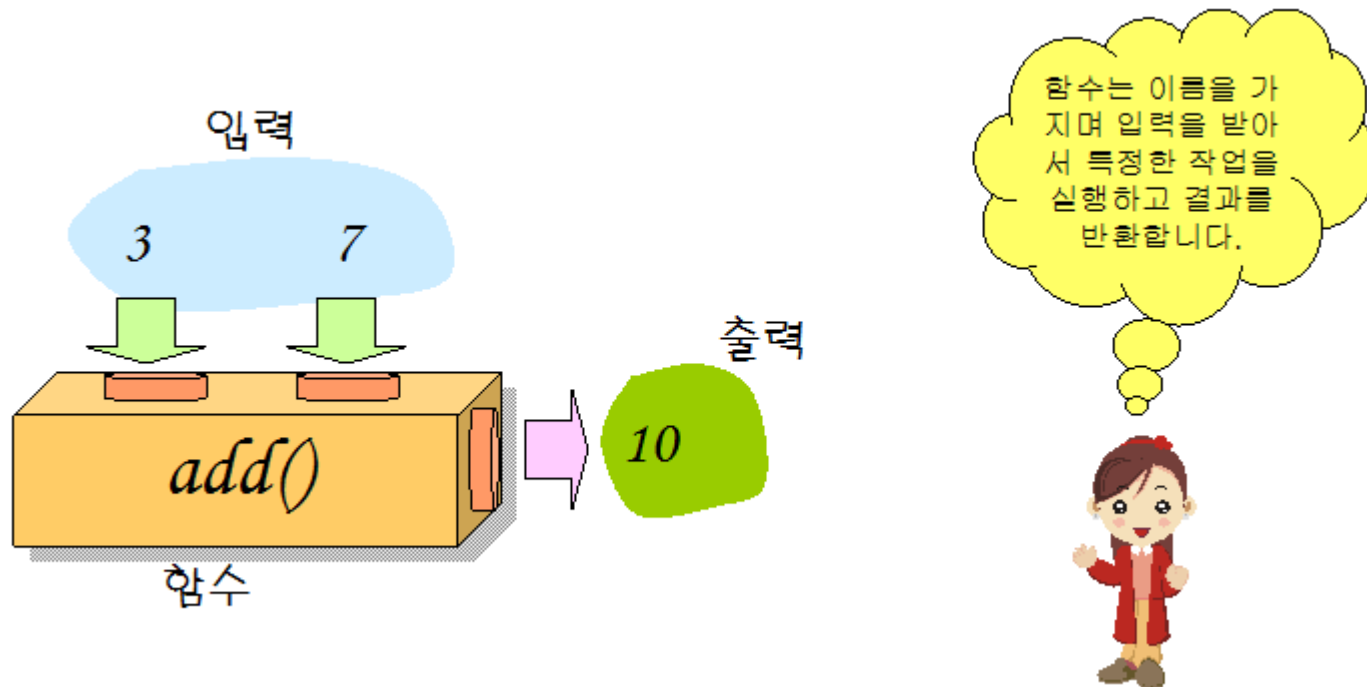 입력
3 7
add()
함수
출력
10
함수는 이름을 가
지며 입력을 받아
서 특정한 작업을
실행하고 결과를
반환합니다.